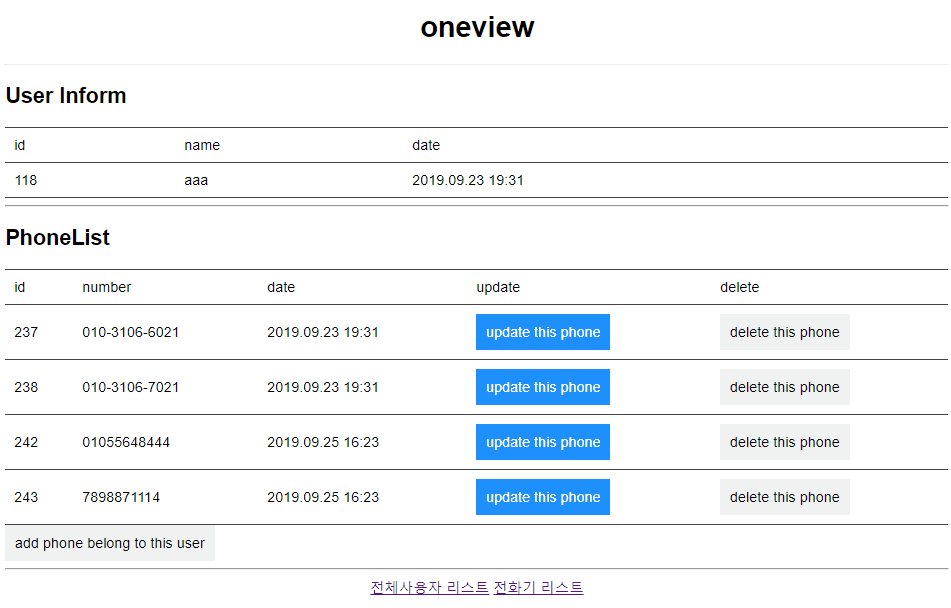 oneview
User Inform
id name date
118 aaa 2019.09.23 19:31
PhoneList
id number date update delete
237 010-3106-6021 2019.09.23 19:31 update this phone delete this phone
238 010-3106-7021 2019.09.23 19:31 update this phone delete this phone
242 01055648444 2019.09.25 16:23 update this phone delete this phone
243 7898871114 2019.09.25 16:23 update this phone delete this phone
add phone belong to this user
전체사용자 리스트 전화기 리스트